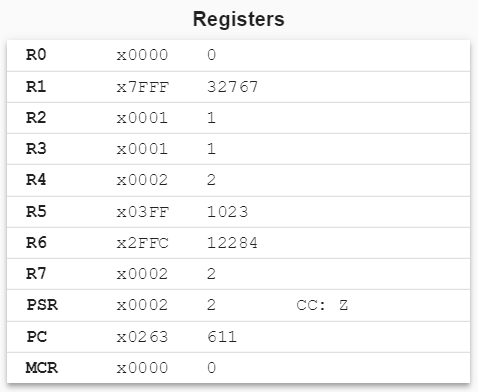 Registers
R0 x0000 0
R1 x7FFF 32767
R2 x0001 1
R3 x0001 1
R4 x0002 2
R5 x03FF 1023
R6 x2FFC 12284
R7 x0002 2
PSR x0002 2 CC: Z
PC x0263 611
MCR x0000 0